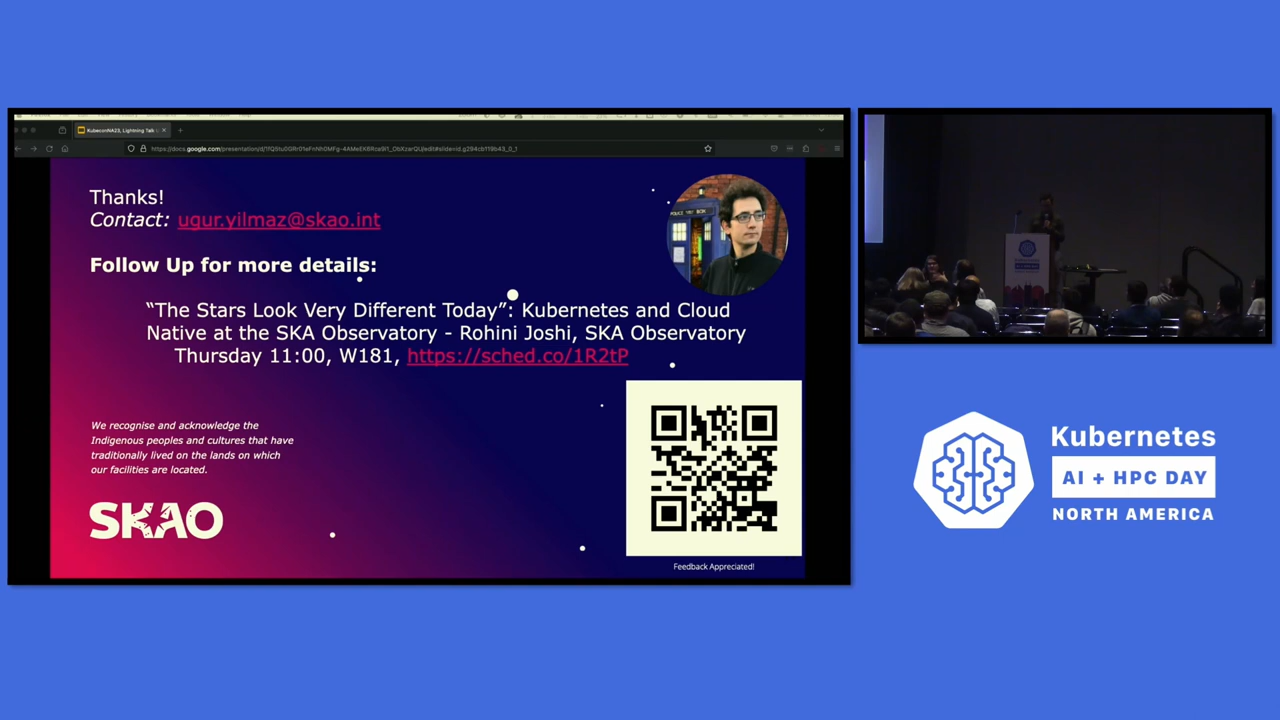 KubeconNA23, Lightning Talk
Thanks!
Contact: ugur.yilmaz@skao.int
Follow Up for more details:
“The Stars Look Very Different Today”: Kubernetes and Cloud
Native at the SKA Observatory - Rohini Joshi, SKA Observatory
Thursday 11:00, W181, https://sched.co/1R2tP
We recognise and acknowledge the
Indigenous peoples and cultures that have
traditionally lived on the lands on which
our facilities are located.
SKAO
Feedback Appreciated!
Kubernetes
AI + HPC DAY
NORTH AMERICA